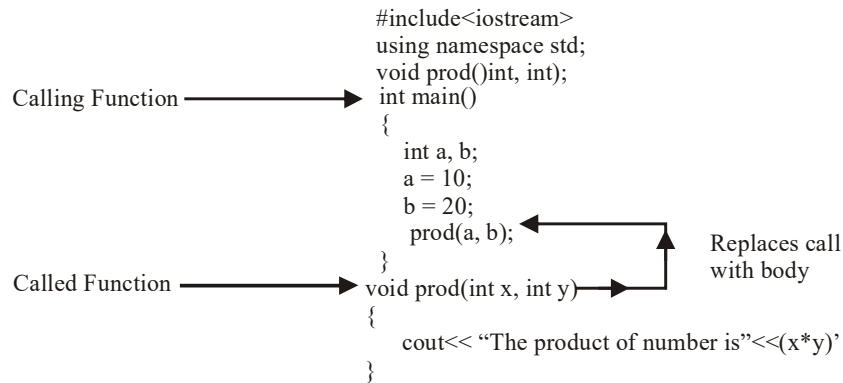 #include<iostream>
using namespace std;
void prod()int, int);
Calling Function
int main()
{
int a, b;
a = 10;
b = 20;
prod(a, b);
}
Replaces call
with body
Called Function
void prod(int x, int y)
{
cout<< “The product of number is”<<(x*y)’
}